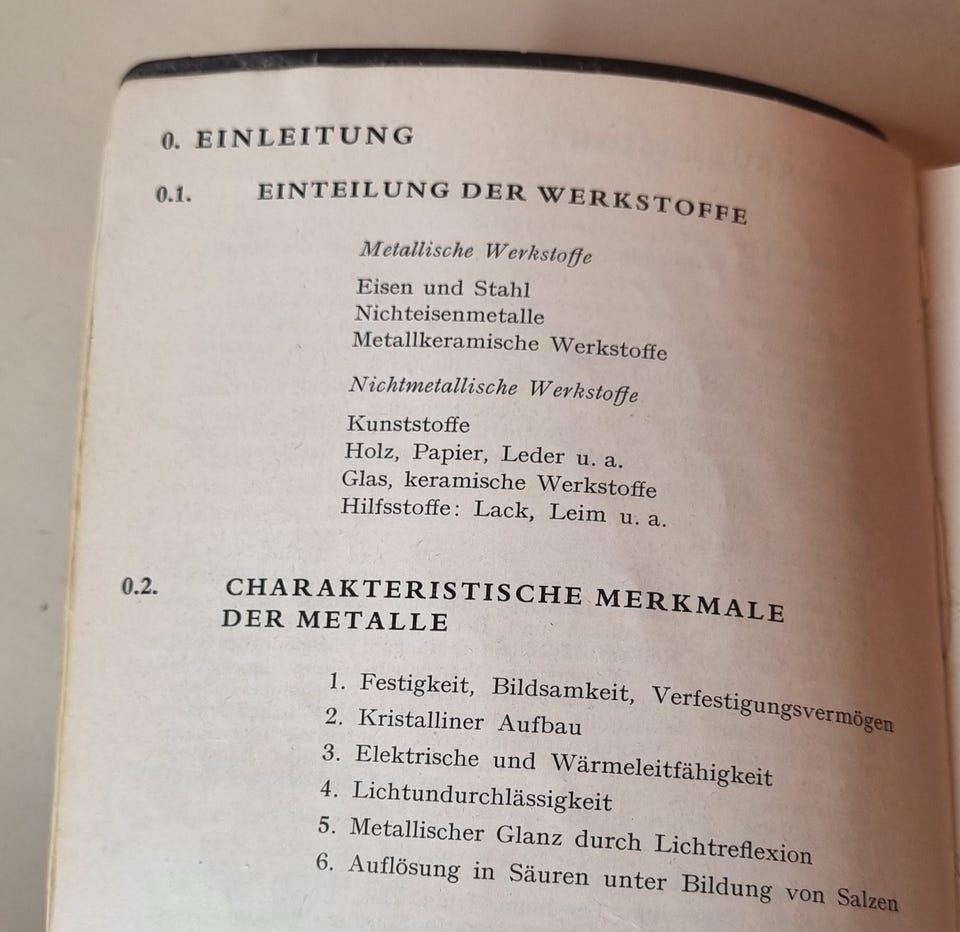 0. EINLEITUNG
0.1. EINTEILUNG DER WERKSTOFFE
Metallische Werkstoffe
Eisen und Stahl
Nichteisenmetalle
Metallkeramische Werkstoffe
Nichtmetallische Werkstoffe
Kunststoffe
Holz, Papier, Leder u. a.
Glas, keramische Werkstoffe
Hilfsstoffe: Lack, Leim u. a.
0.2. CHARAKTERISTISCHE MERKMALE
DER METALLE
1. Festigkeit, Bildsamkeit, Verfestigungsvermögen
2. Kristalliner Aufbau
3. Elektrische und Wärmeleitfähigkeit
4. Lichtundurchlässigkeit
5. Metallischer Glanz durch Lichtreflexion
6. Auflösung in Säuren unter Bildung von Salzen